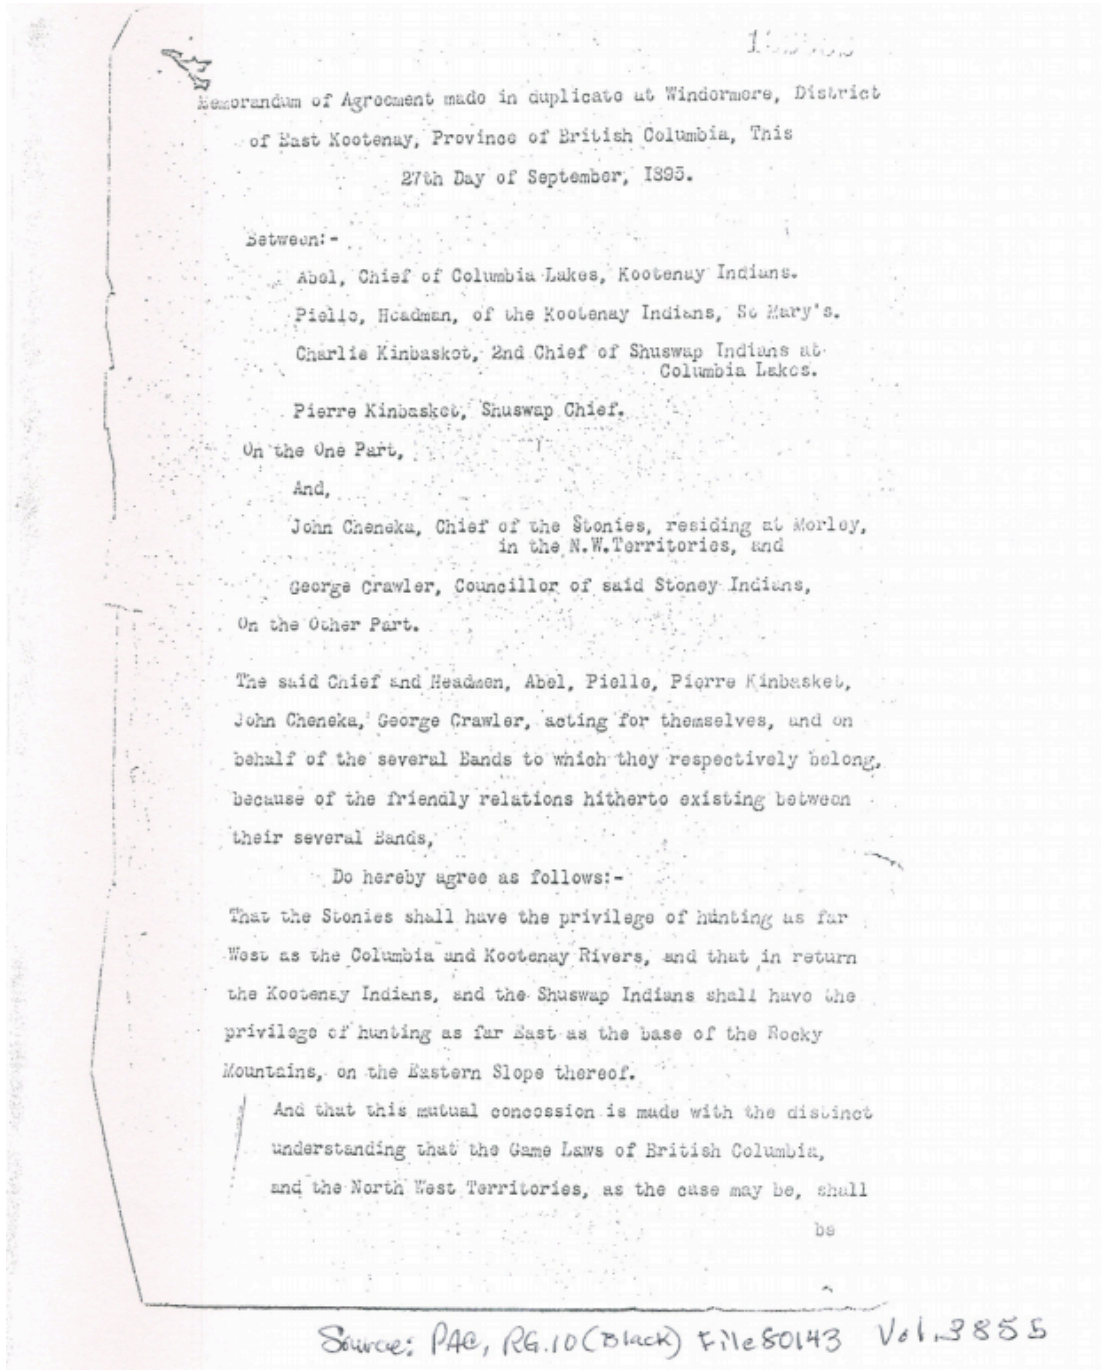 Memorandum of Agreement made in duplicate at Windermere, District
of East Kootenay, Province of British Columbia, This
27th Day of September, 1893.
Between:-
Abel, Chief of Columbia Lakes, Kootenay Indians.
Pielle, Headman, of the Kootenay Indians, St Mary's.
Charlie Kinbasket, 2nd Chief of Shuswap Indians at
Columbia Lakes.
Pierre Kinbasket, Shuswap Chief.
On the One Part,
And,
John Cheneka, Chief of the Stonies, residing at Morley,
in the N.W.Territories, and
George Crawler, Councillor of said Stoney Indians,
On the Other Part.
The said Chief and Headmen, Abel, Pielle, Pierre Kinbasket,
John Cheneka, George Crawler, acting for themselves, and on
behalf of the several Bands to which they respectively belong,
because of the friendly relations hitherto existing between
their several Bands,
Do hereby agree as follows:-
That the Stonies shall have the privilege of hunting as far
West as the Columbia and Kootenay Rivers, and that in return
the Kootenay Indians, and the Shuswap Indians shall have the
privilege of hunting as far East as the base of the Rocky
Mountains, on the Eastern Slope thereof.
And that this mutual concession is made with the distinct
understanding that the Game Laws of British Columbia,
and the North West Territories, as the case may be, shall
be
Source: PAC, RG.10 (Black) File 80143 Vol. 3855